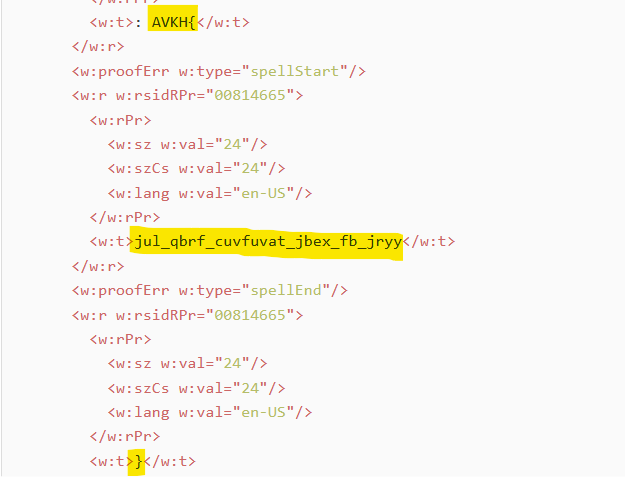 </w:rPr>
<w:t>: AVKH{</w:t>
</w:r>
<w:proofErr w:type="spellStart"/>
<w:r w:rsidRPr="00814665">
<w:rPr>
<w:sz w:val="24"/>
<w:szCs w:val="24"/>
<w:lang w:val="en-US"/>
</w:rPr>
<w:t>jul_qbrf_cuvfuvat_jbex_fb_jryy</w:t>
</w:r>
<w:proofErr w:type="spellEnd"/>
<w:r w:rsidRPr="00814665">
<w:rPr>
<w:sz w:val="24"/>
<w:szCs w:val="24"/>
<w:lang w:val="en-US"/>
</w:rPr>
<w:t>}</w:t>